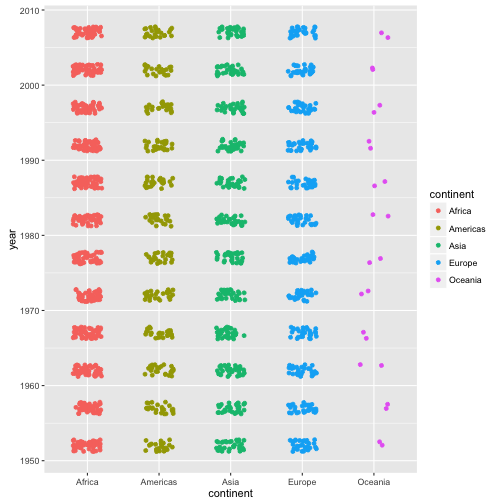 2010
2000
1990
1980
1970
1960
1950
year
Africa Americas Asia Europe Oceania
continent
continent
Africa
Americas
Asia
Europe
Oceania